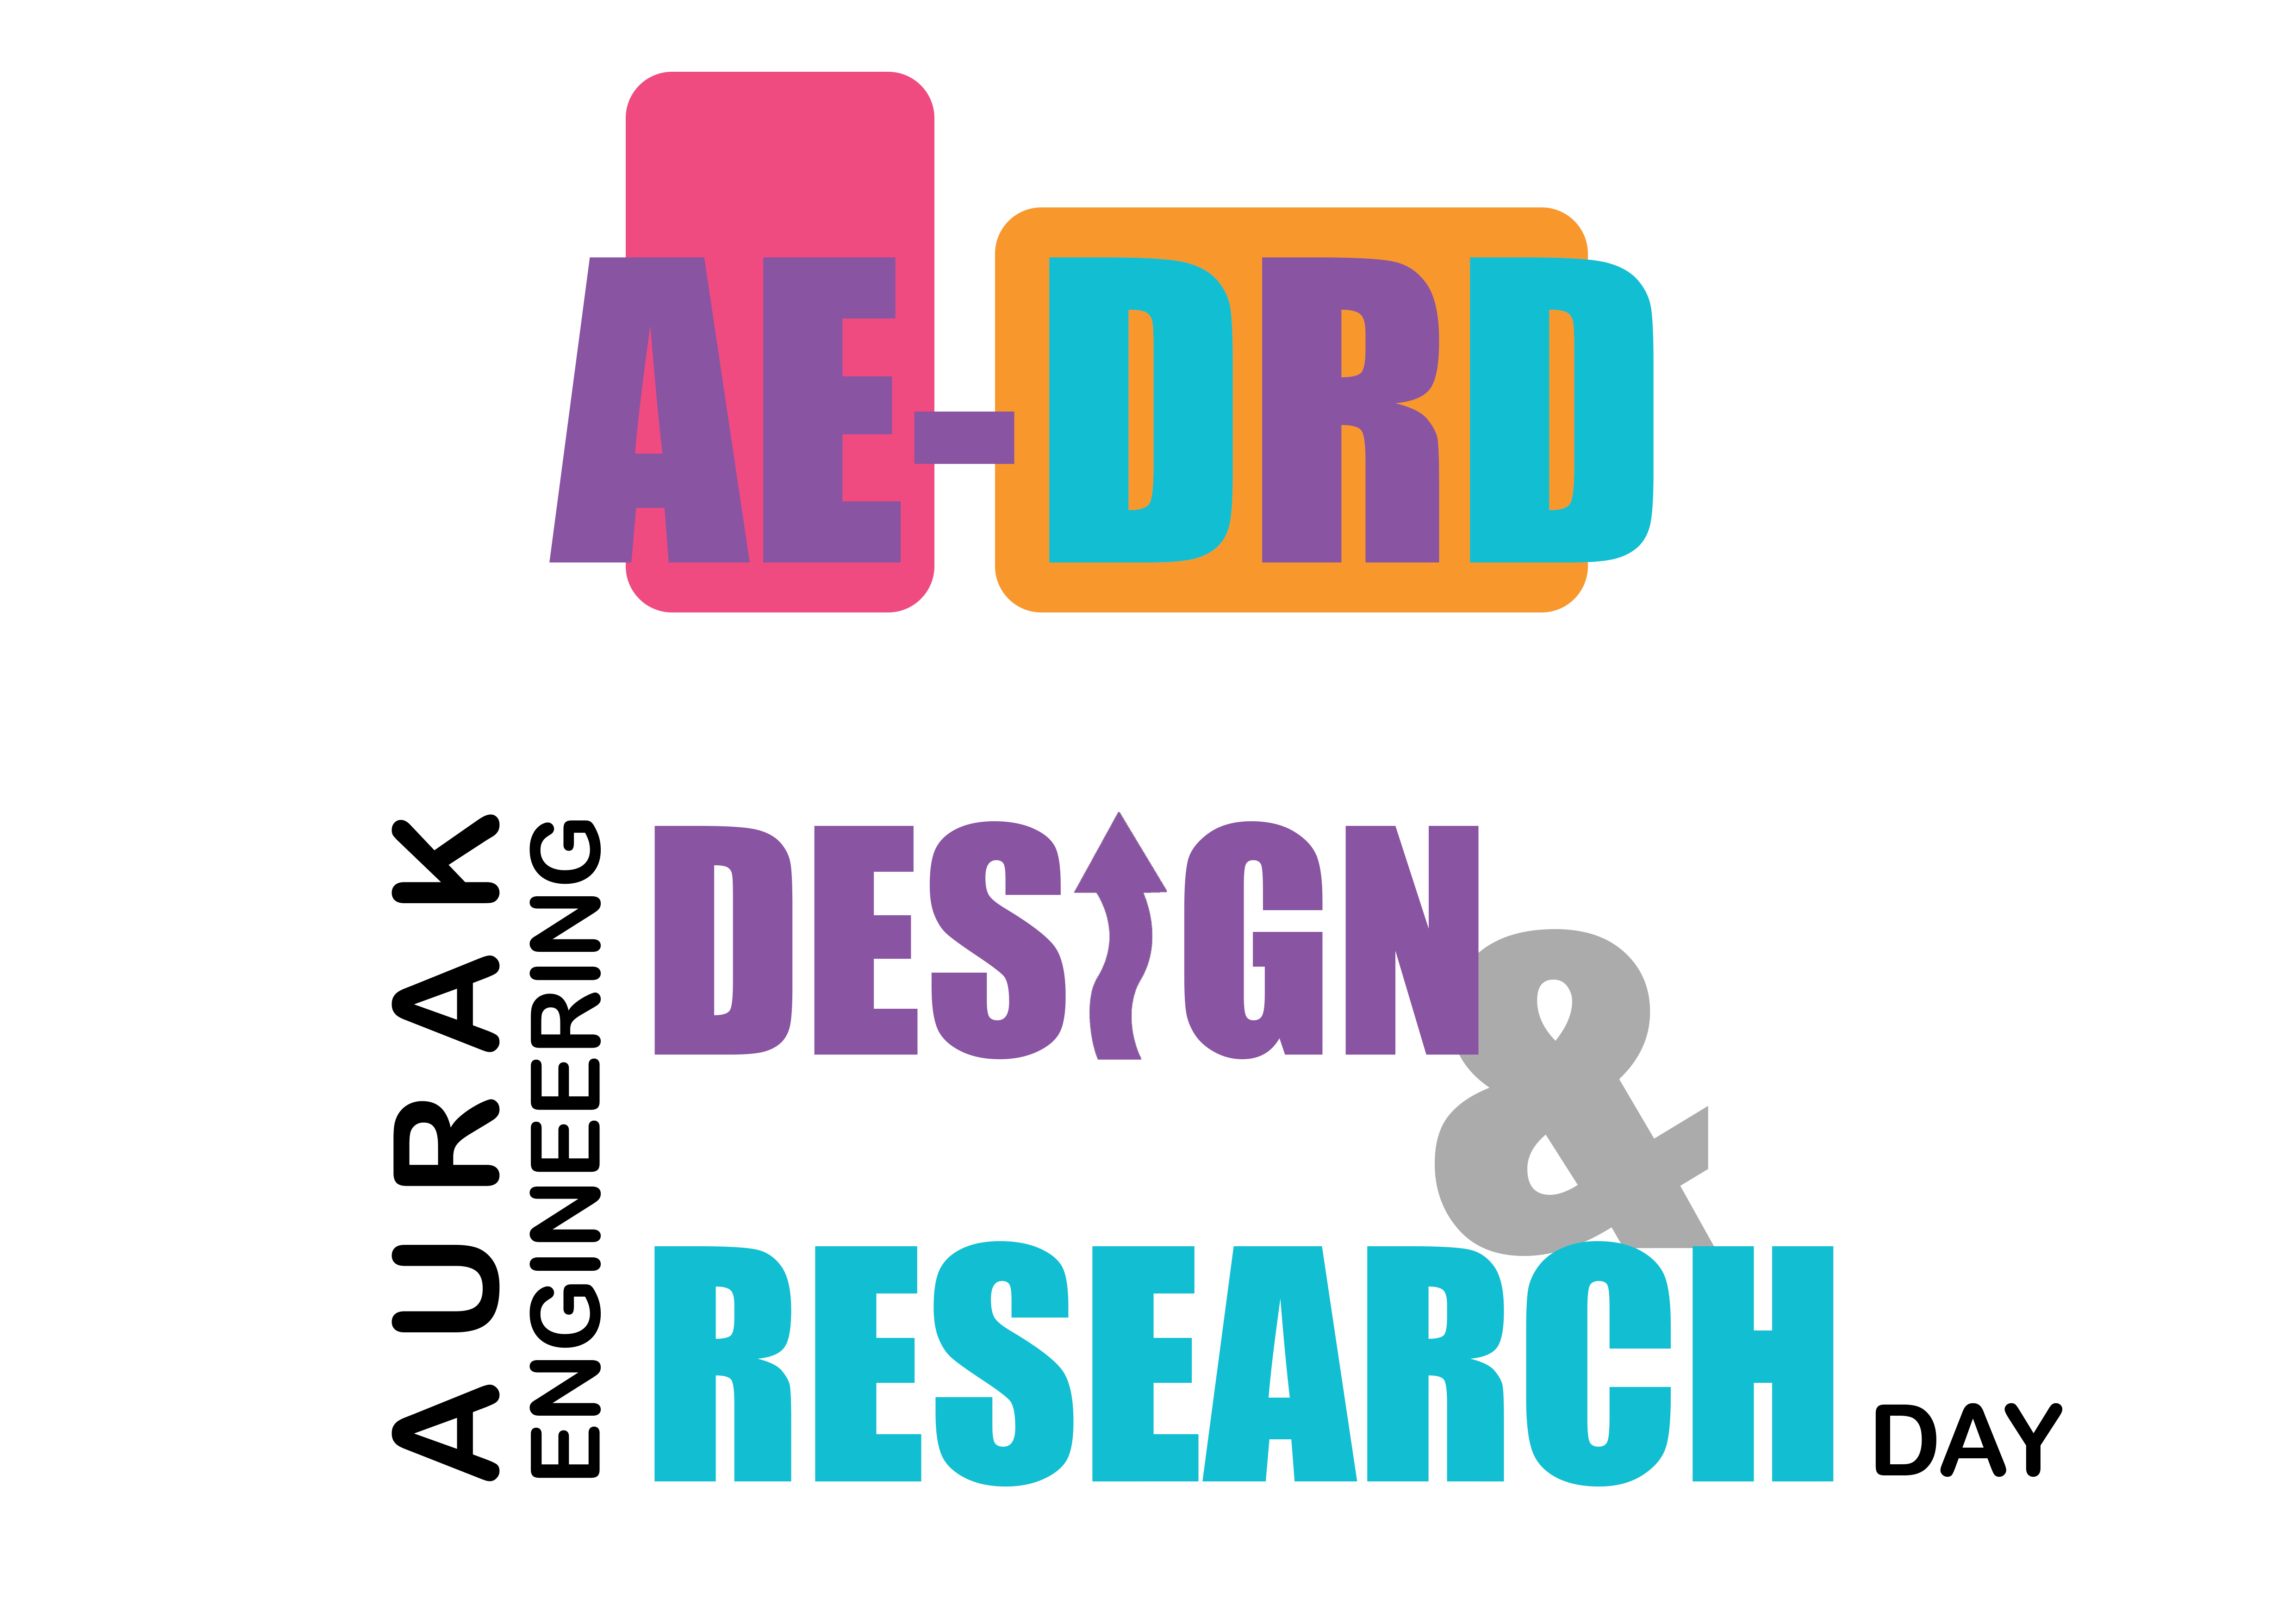 AE-DRD
AURAK
ENGINEERING
DESIGN
&
RESEARCH
DAY